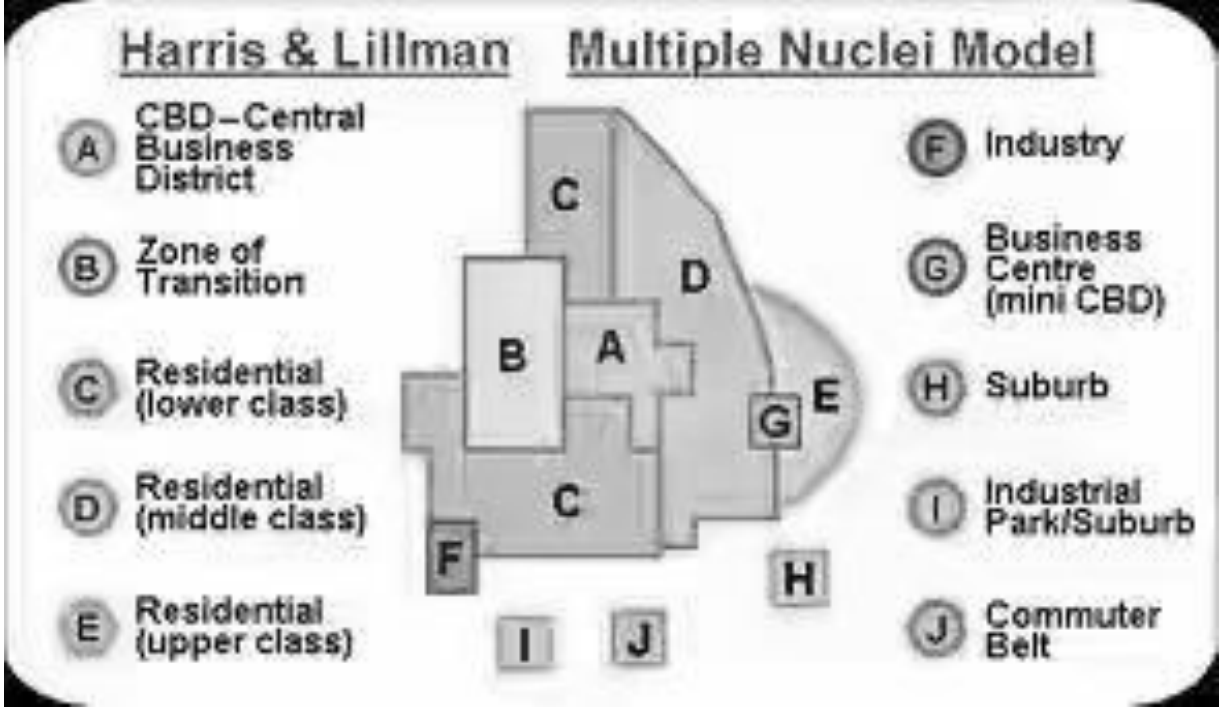 Harris & Lillman Multiple Nuclei Model
A CBD–Central
Business
District
B Zone of
Transition
C Residential
(lower class)
D Residential
(middle class)
E Residential
(upper class)
C
D
B
A
E
G
C
F
H
I
J
F Industry
G Business
Centre
(mini CBD)
H Suburb
I Industrial
Park/Suburb
J Commuter
Belt